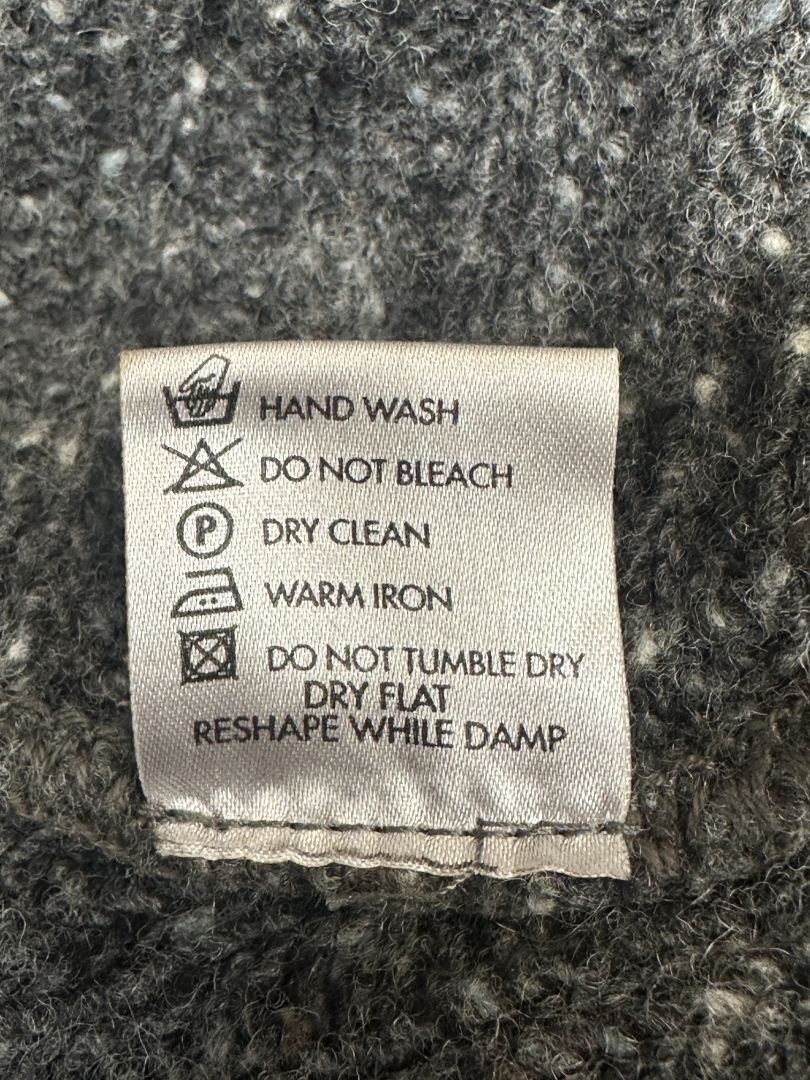 HAND WASH
DO NOT BLEACH
P DRY CLEAN
WARM IRON
DO NOT TUMBLE DRY
DRY FLAT
RESHAPE WHILE DAMP